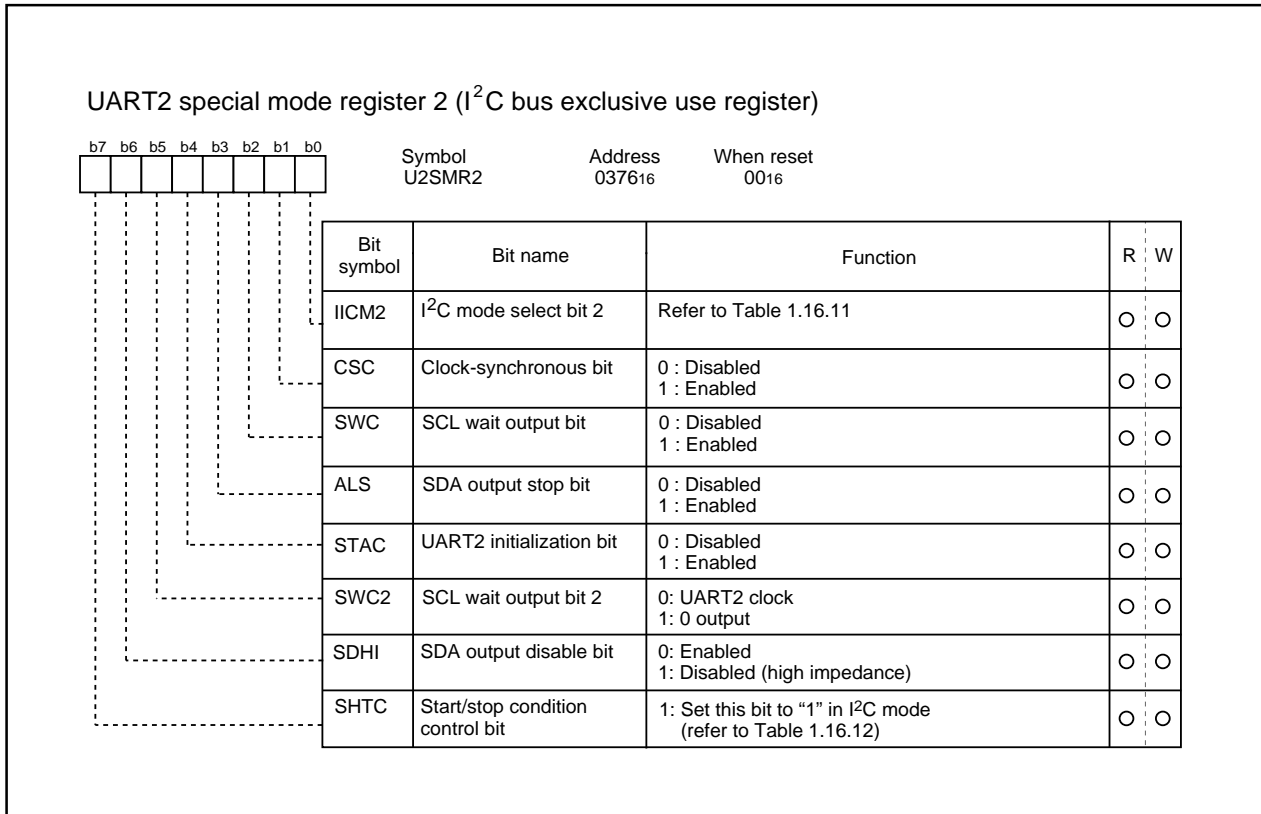 UART2 special mode register 2 (I2C bus exclusive use register)
b7 b6 b5 b4 b3 b2 b1 b0
Symbol Address When reset
U2SMR2 037616 0016
Bit symbol Bit name Function R W
IICM2 I2C mode select bit 2 Refer to Table 1.16.11 O O
CSC Clock-synchronous bit 0 : Disabled
1 : Enabled O O
SWC SCL wait output bit 0 : Disabled
1 : Enabled O O
ALS SDA output stop bit 0 : Disabled
1 : Enabled O O
STAC UART2 initialization bit 0 : Disabled
1 : Enabled O O
SWC2 SCL wait output bit 2 0: UART2 clock
1: 0 output O O
SDHI SDA output disable bit 0: Enabled
1: Disabled (high impedance) O O
SHTC Start/stop condition control bit 1: Set this bit to “1” in I2C mode
(refer to Table 1.16.12) O O